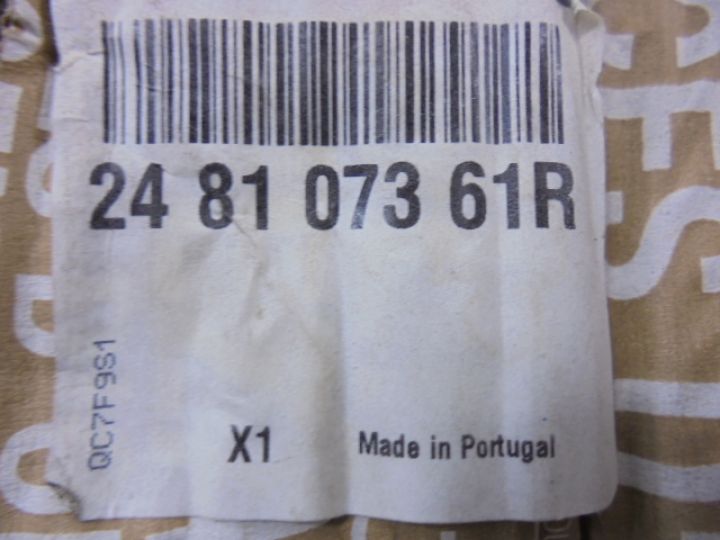 24 81 073 61R
QC7F9S1
X1
Made in Portugal